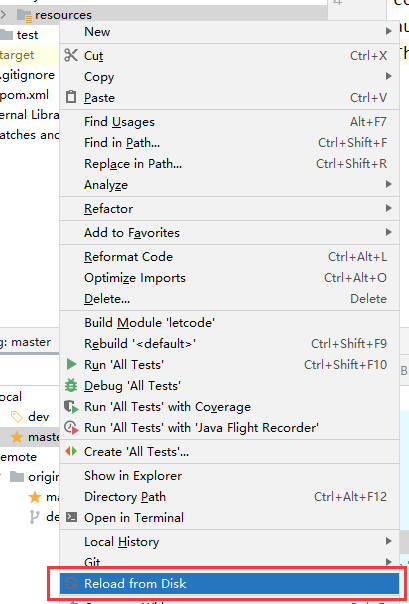 resources
test
target
.gitignore
pom.xml
ernal Libra
atches and
New
Cut Ctrl+X
Copy
Paste Ctrl+V
Find Usages Alt+F7
Find in Path... Ctrl+Shift+F
Replace in Path... Ctrl+Shift+R
Analyze
Refactor
Add to Favorites
Reformat Code Ctrl+Alt+L
Optimize Imports Ctrl+Alt+O
Delete... Delete
Build Module 'letcode'
g: master
Rebuild '<default>' Ctrl+Shift+F9
Run 'All Tests' Ctrl+Shift+F10
Debug 'All Tests'
ocal
Run 'All Tests' with Coverage
dev
Run 'All Tests' with 'Java Flight Recorder'
maste
Create 'All Tests'...
emote
Show in Explorer
origin
Directory Path Ctrl+Alt+F12
ma
Open in Terminal
de
Local History
Git
Reload from Disk